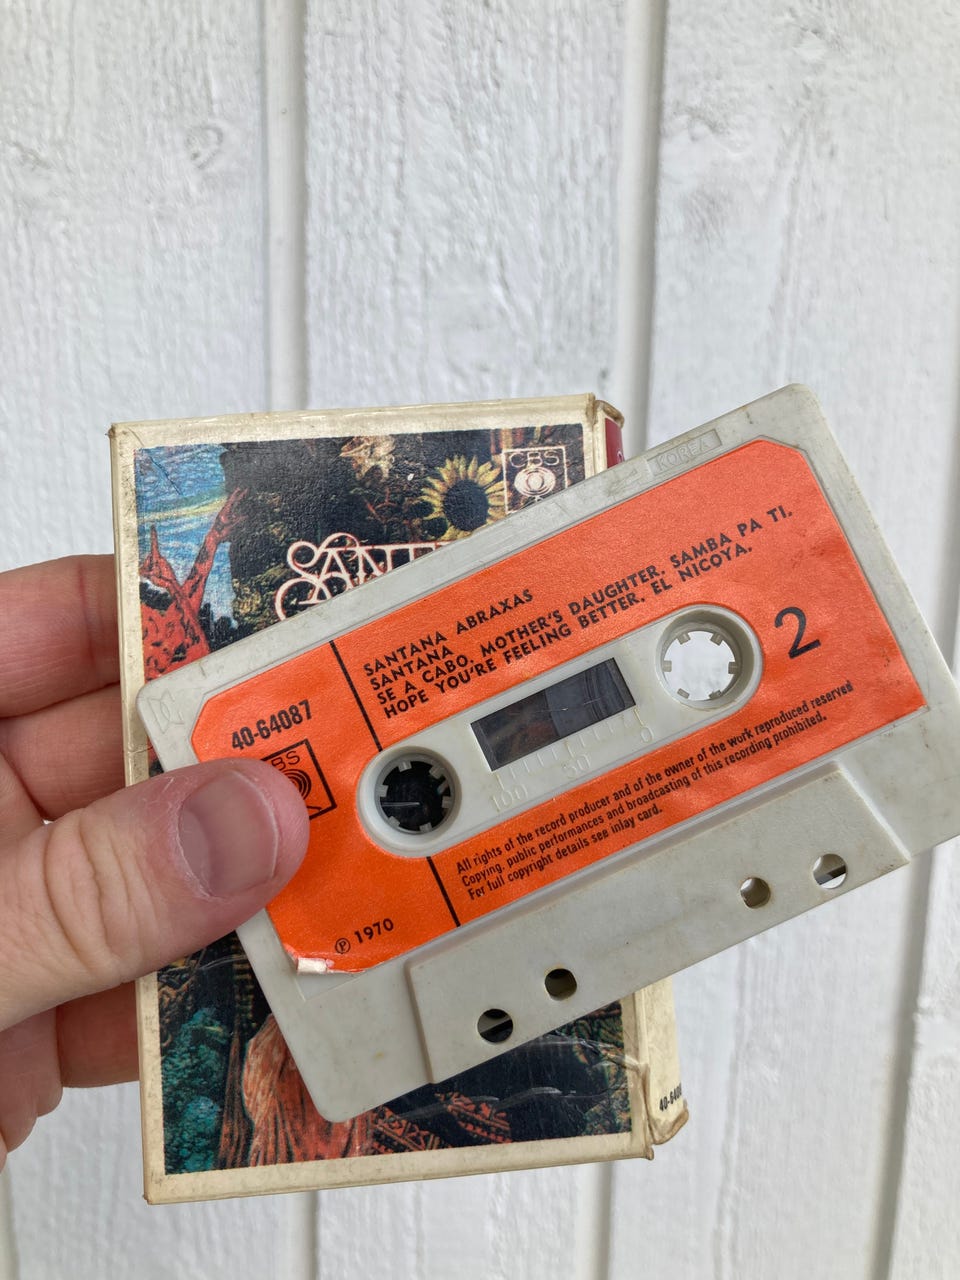 CBS
SANT
KOREA
SANTANA ABRAXAS
SANTANA
SE A CABO. MOTHER'S DAUGHTER. SAMBA PA TI.
HOPE YOU'RE FEELING BETTER. EL NICOYA.
2
40-64087
CBS
100 50 0
All rights of the record producer and of the owner of the work reproduced reserved
Copying, public performances and broadcasting of this recording prohibited.
For full copyright details see inlay card.
℗ 1970